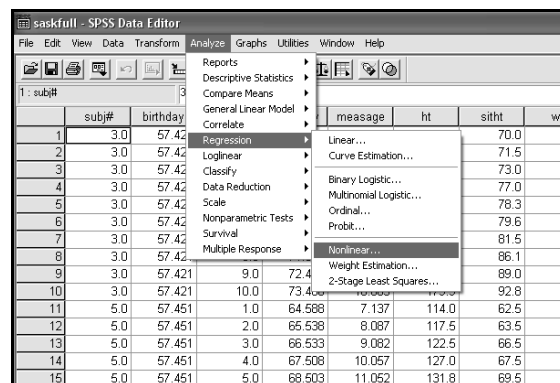 saskfull - SPSS Data Editor
File Edit View Data Transform Analyze Graphs Utilities Window Help
1 : subj#
Reports
Descriptive Statistics
Compare Means
General Linear Model
Correlate
Regression
Loglinear
Classify
Data Reduction
Scale
Nonparametric Tests
Survival
Multiple Response
Linear...
Curve Estimation...
Binary Logistic...
Multinomial Logistic...
Ordinal...
Probit...
Nonlinear...
Weight Estimation...
2-Stage Least Squares...
subj# birthday message ht sitht
1 3.0 57.42 70.0
2 3.0 57.42 71.5
3 3.0 57.42 73.0
4 3.0 57.42 77.0
5 3.0 57.42 78.3
6 3.0 57.42 79.6
7 3.0 57.42 81.5
8 3.0 57.42 86.1
9 3.0 57.421 9.0 72.4 89.0
10 3.0 57.421 10.0 92.8
11 5.0 57.451 1.0 64.588 7.137 114.0 62.5
12 5.0 57.451 2.0 65.538 8.087 117.5 63.5
13 5.0 57.451 3.0 66.533 9.082 122.5 66.5
14 5.0 57.451 4.0 67.508 10.057 127.0 67.5
15 5.0 57.451 5.0 68.503 11.052 131.8 69.5